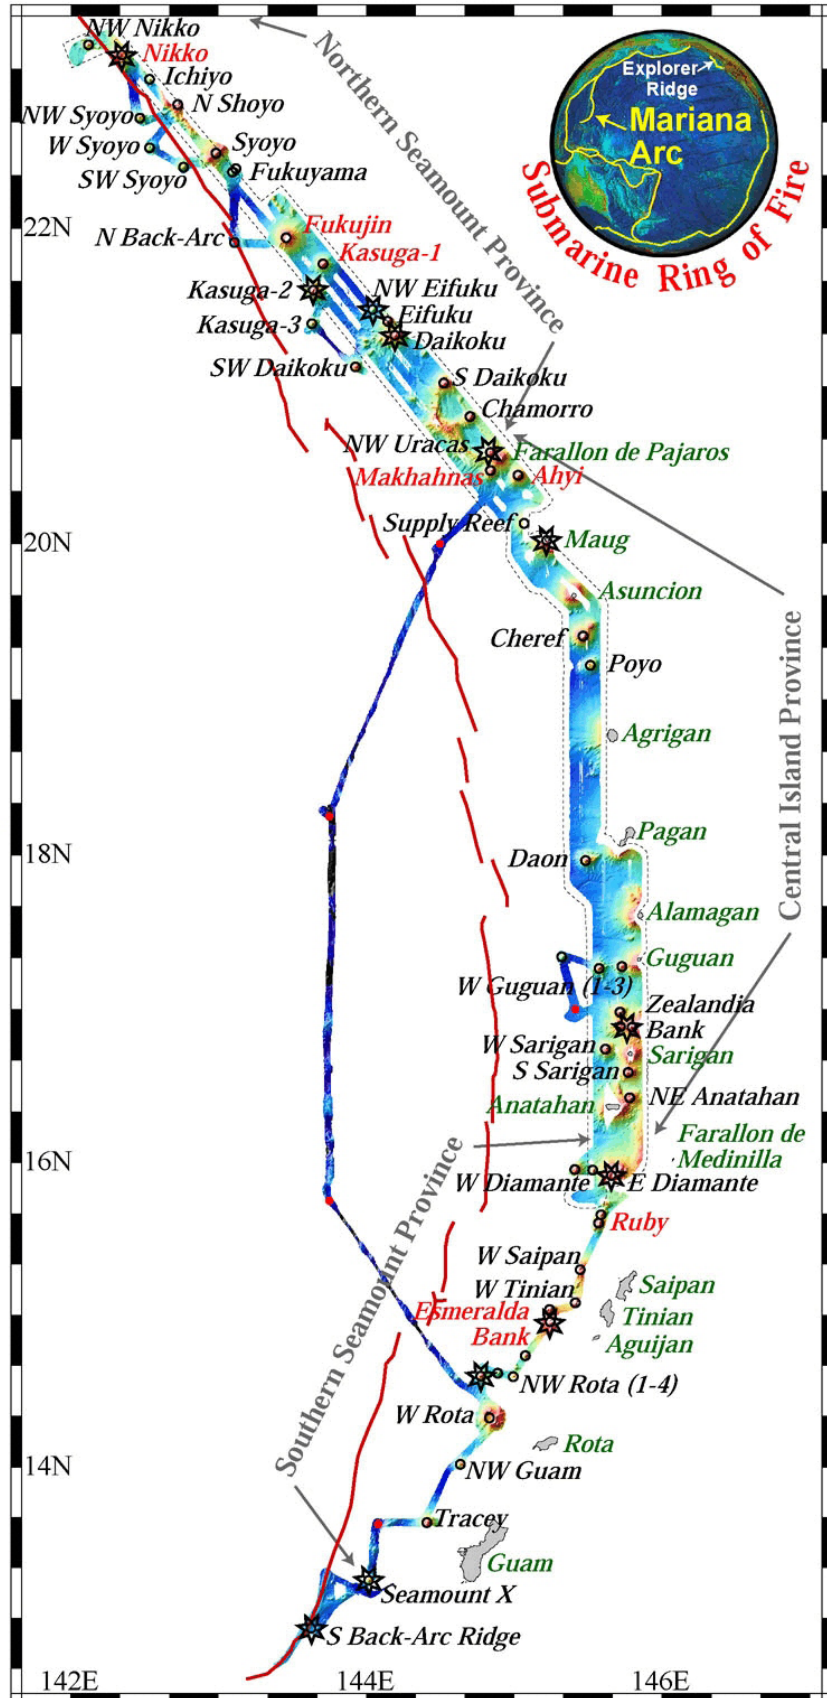 NW Nikko
Nikko
Ichiyo
N Shoyo
NW Syoyo
W Syoyo
Syoyo
SW Syoyo
Fukuyama
Northern Seamount Province
Explorer
Ridge
Mariana
Arc
Submarine Ring of Fire
22N
Fukujin
N Back-Arc
Kasuga-1
Kasuga-2
NW Eifuku
Eifuku
Kasuga-3
Daikoku
SW Daikoku
S Daikoku
Chamorro
NW Uracas
Farallon de Pajaros
Makhahnas
Ahyi
Supply Reef
20N
Maug
Asuncion
Cheref
Poyo
Central Island Province
Agrigan
Pagan
18N
Daon
Alamagan
Guguan
W Guguan (1-3)
Zealandia
Bank
W Sarigan
Sarigan
S Sarigan
NE Anatahan
Anatahan
Farallon de
Medinilla
16N
W Diamante
E Diamante
Southern Seamount Province
Ruby
W Saipan
Saipan
W Tinian
Tinian
Esmeralda
Bank
Aguijan
NW Rota (1-4)
W Rota
Rota
14N
NW Guam
Tracey
Guam
Seamount X
S Back-Arc Ridge
142E
144E
146E